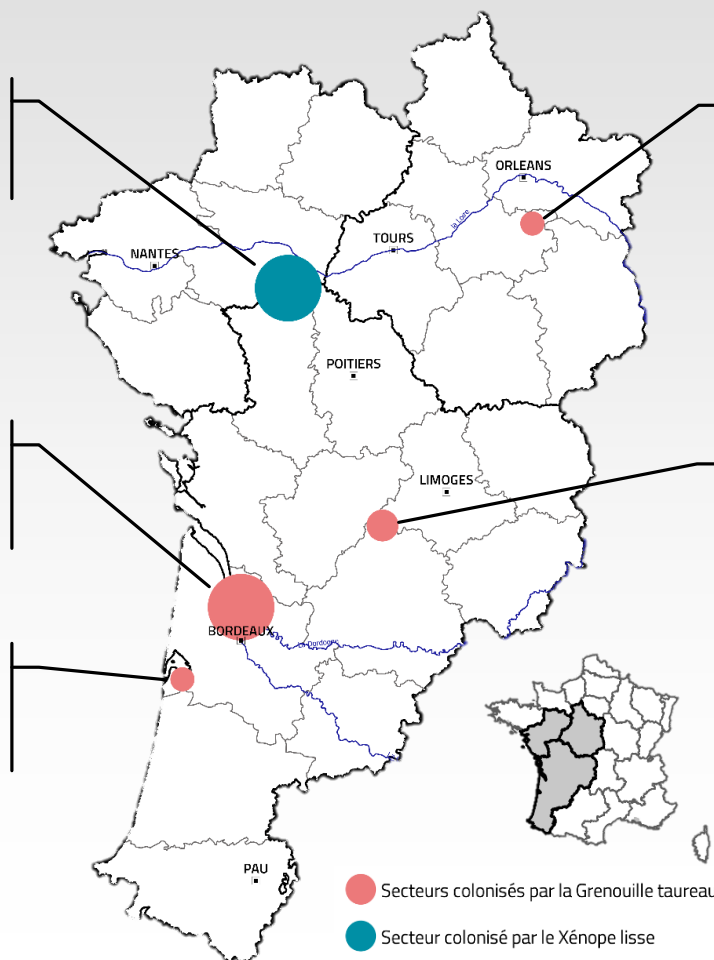 ORLEANS
la Loire
TOURS
NANTES
POITIERS
LIMOGES
BORDEAUX
la Dordogne
PAU
Secteurs colonisés par la Grenouille taureau
Secteur colonisé par le Xénope lisse